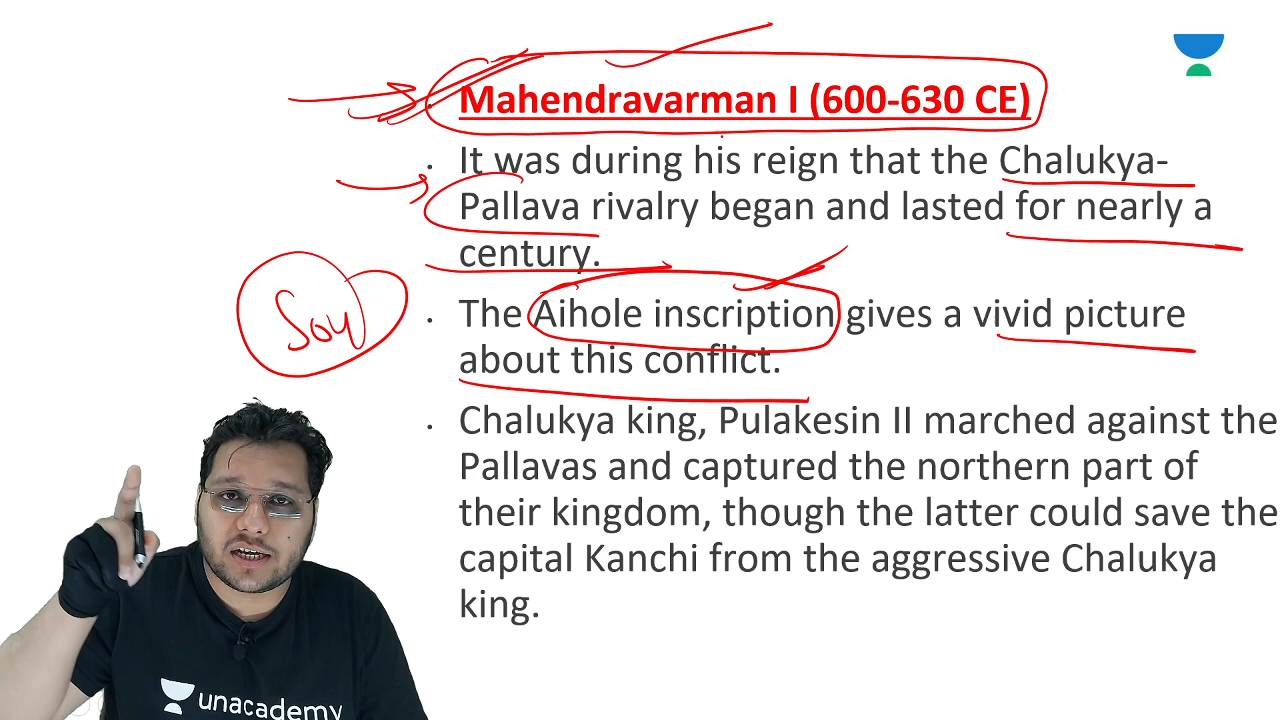 Mahendravarman I (600-630 CE)
• It was during his reign that the Chalukya-
Pallava rivalry began and lasted for nearly a
century.
• The Aihole inscription gives a vivid picture
about this conflict.
• Chalukya king, Pulakesin II marched against the
Pallavas and captured the northern part of
their kingdom, though the latter could save the
capital Kanchi from the aggressive Chalukya
king.
unacademy